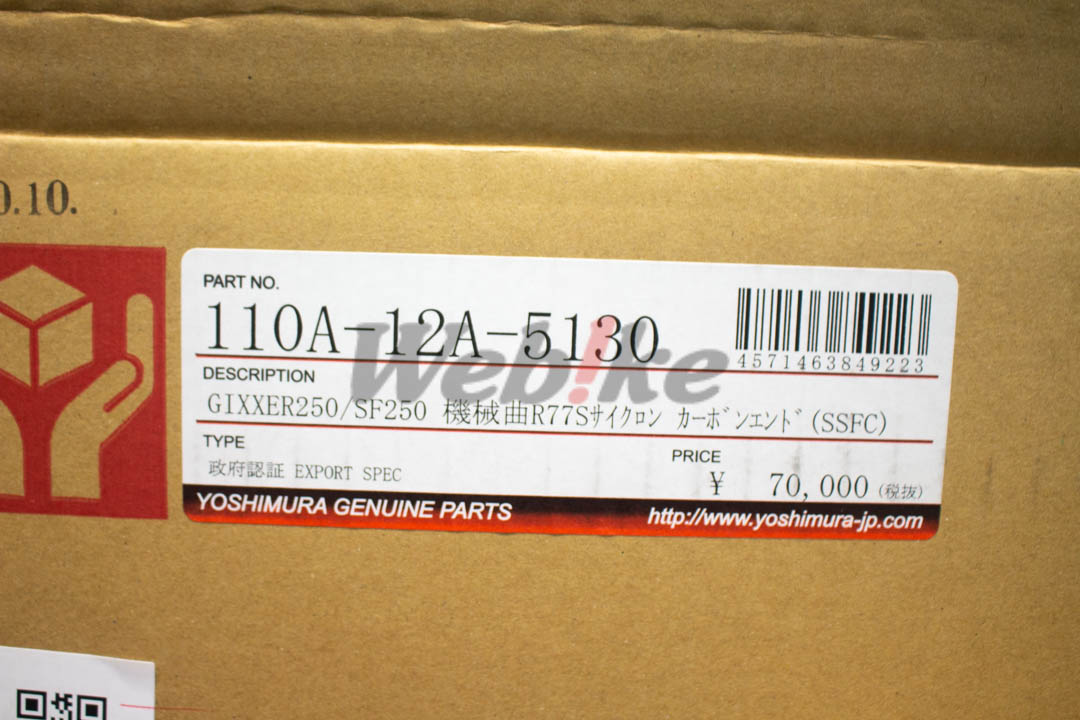 0.10.
PART NO.
110A-12A-5130
4571463849223
DESCRIPTION
GIXXER250/SF250 機械曲R77Sサイクロン カーボンエンド(SSFC)
TYPE
政府認証 EXPORT SPEC
PRICE
¥ 70,000 (税抜)
YOSHIMURA GENUINE PARTS
http://www.yoshimura-jp.com
Webike